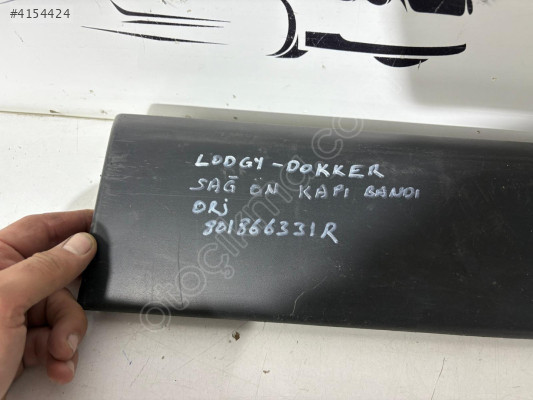 #4154424
LODGY - DOKKER
SAĞ ÖN KAPI BANDI
ORJ
801866331R